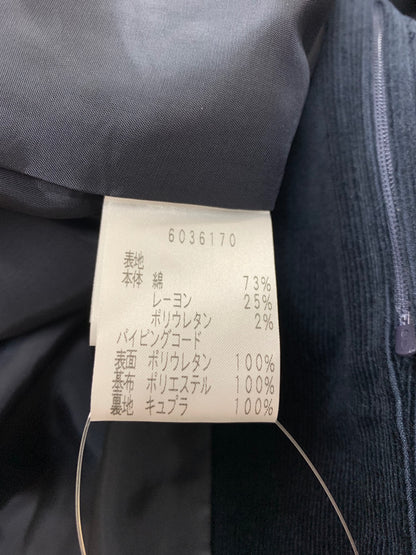 6036170
表地
本体 綿 73%
レーヨン 25%
ポリウレタン 2%
パイピングコード
表面 ポリウレタン 100%
基布 ポリエステル 100%
裏地 キュプラ 100%